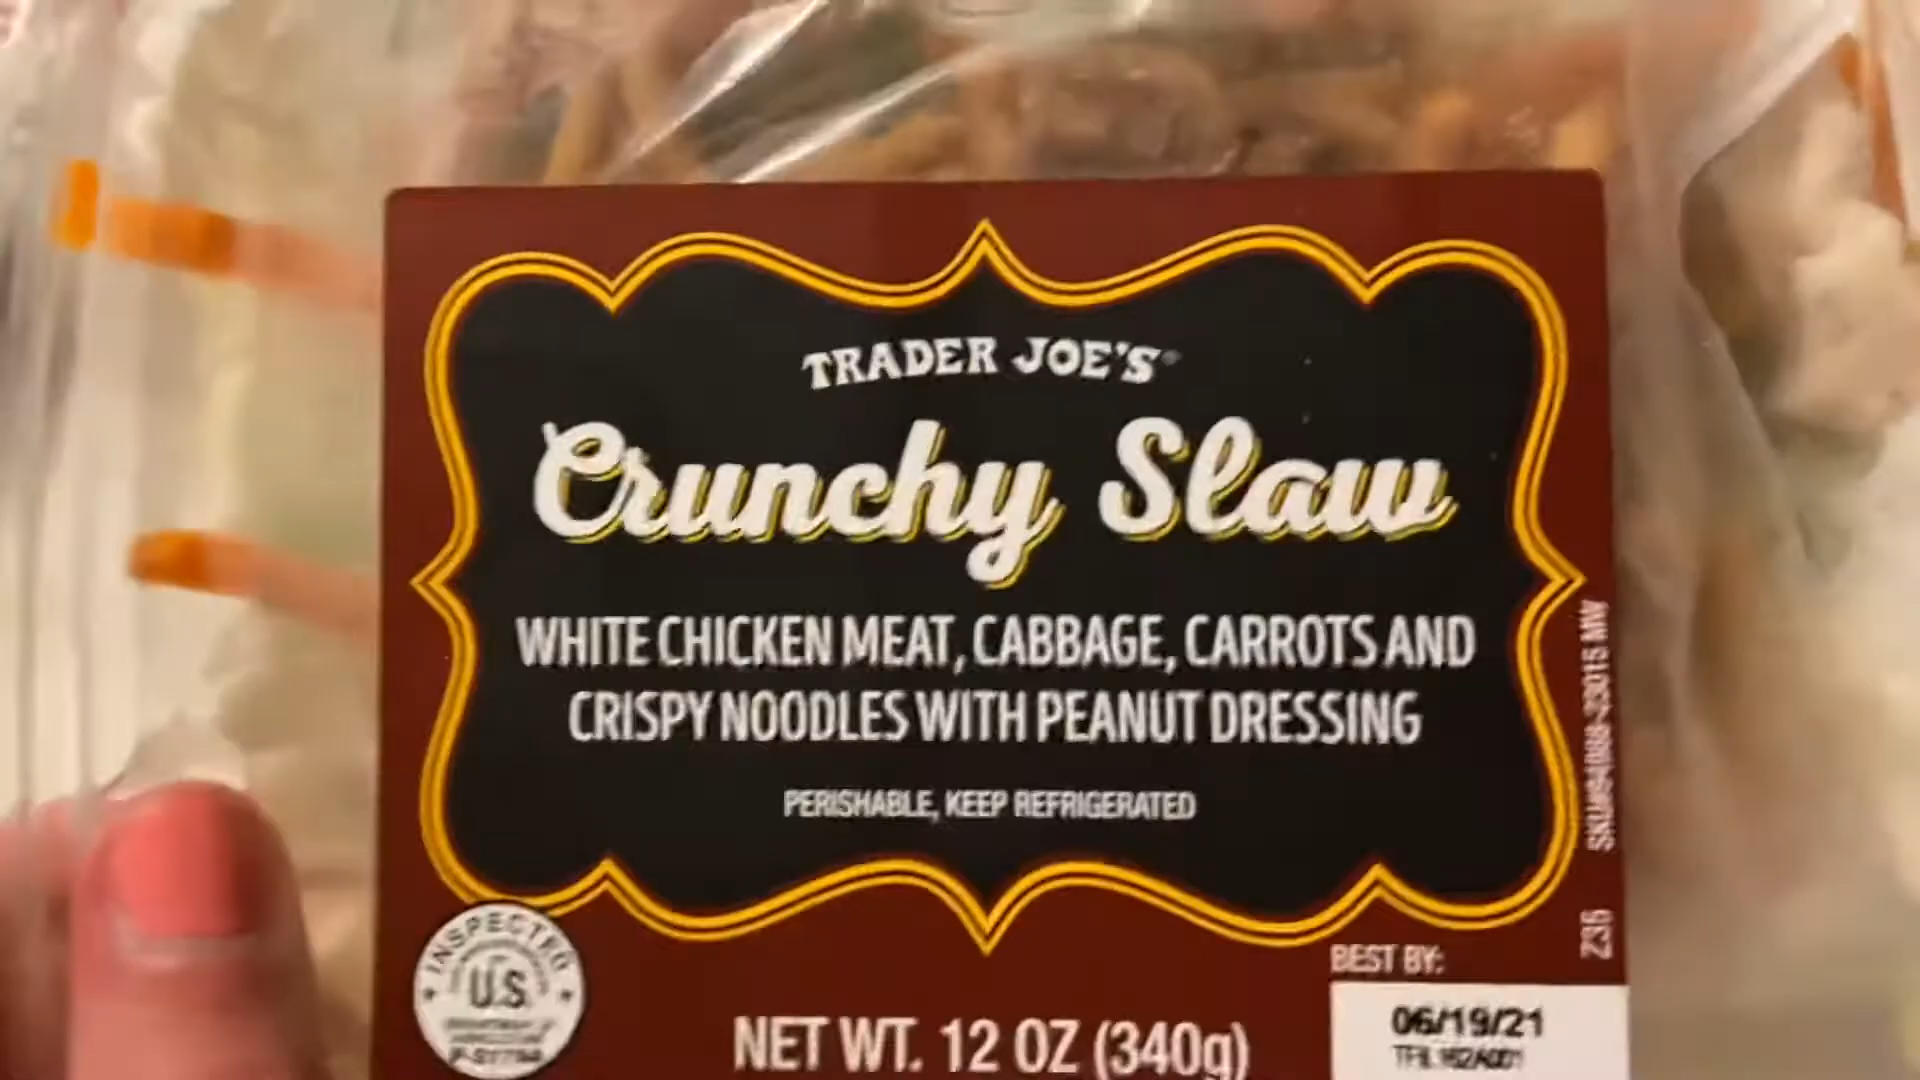 TRADER JOE'S
Crunchy Slaw
WHITE CHICKEN MEAT, CABBAGE, CARROTS AND
CRISPY NOODLES WITH PEANUT DRESSING
PERISHABLE, KEEP REFRIGERATED
INSPECTED
U.S.
NET WT. 12 OZ (340g)
BEST BY:
06/19/21